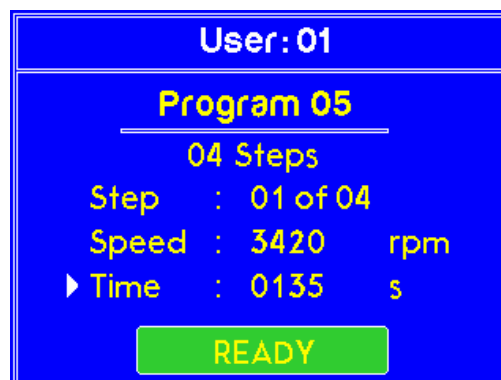 User:01
Program 05
04 Steps
Step : 01 of 04
Speed : 3420 rpm
Time : 0135 s
READY